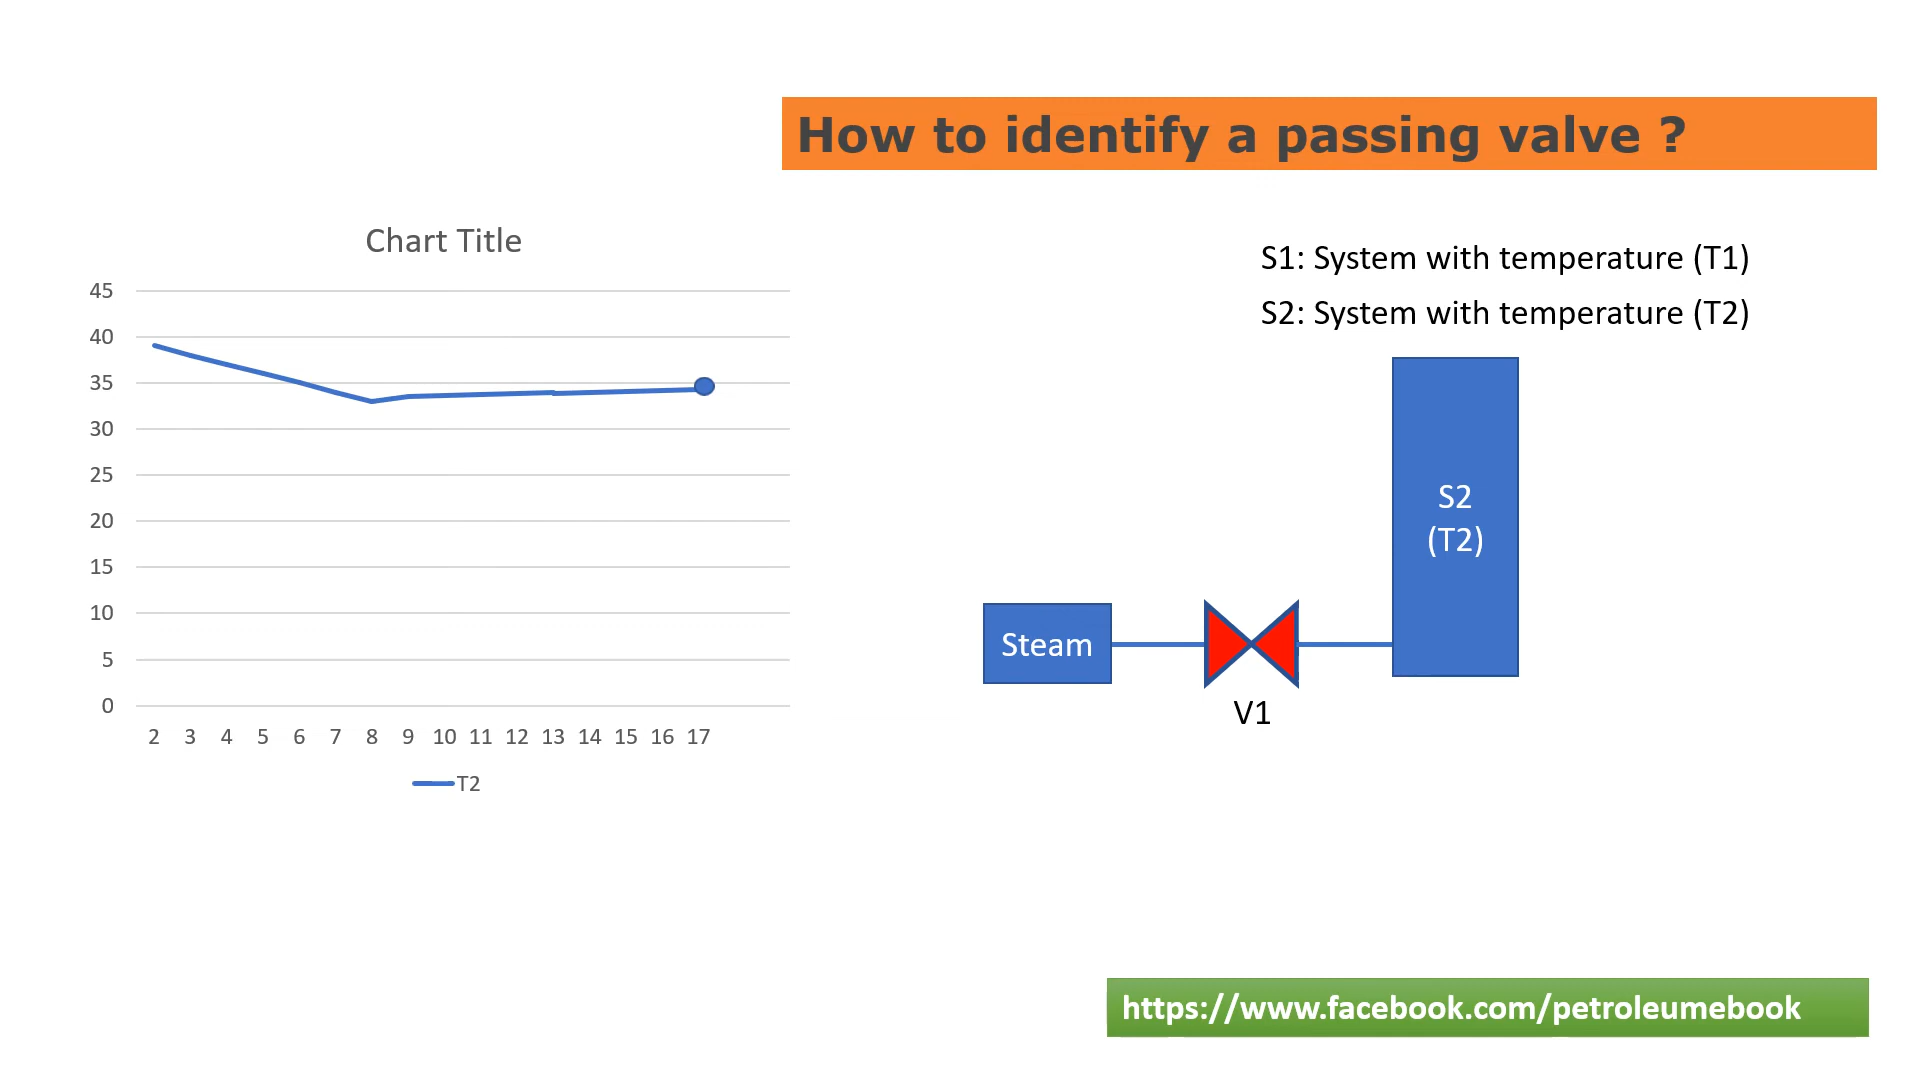 How to identify a passing valve ?
Chart Title
45
40
35
30
25
20
15
10
5
0
2 3 4 5 6 7 8 9 10 11 12 13 14 15 16 17
T2
S1: System with temperature (T1)
S2: System with temperature (T2)
S2
(T2)
Steam
V1
https://www.facebook.com/petroleumebook